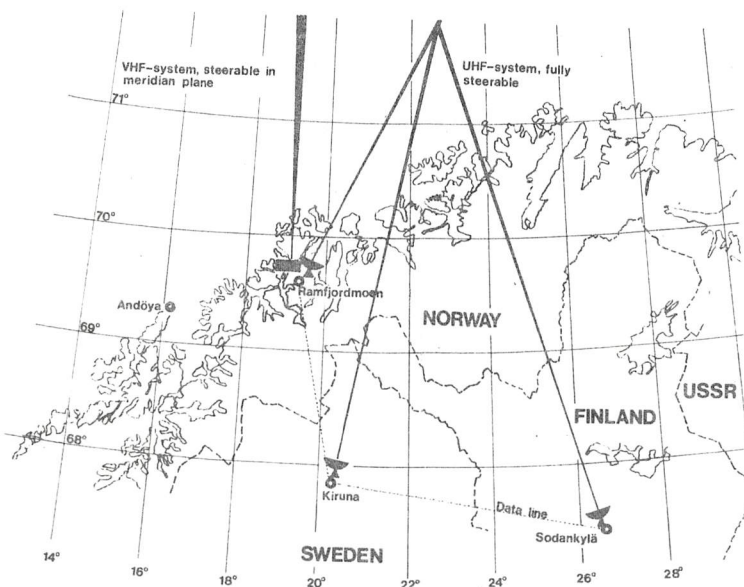 VHF-system, steerable in
meridian plane
UHF-system, fully
steerable
71°
70°
Andöya
Ramfjordmoen
69°
NORWAY
USSR
FINLAND
68°
Kiruna
Data line
Sodankylä
SWEDEN
14° 16° 18° 20° 22° 24° 26° 28°